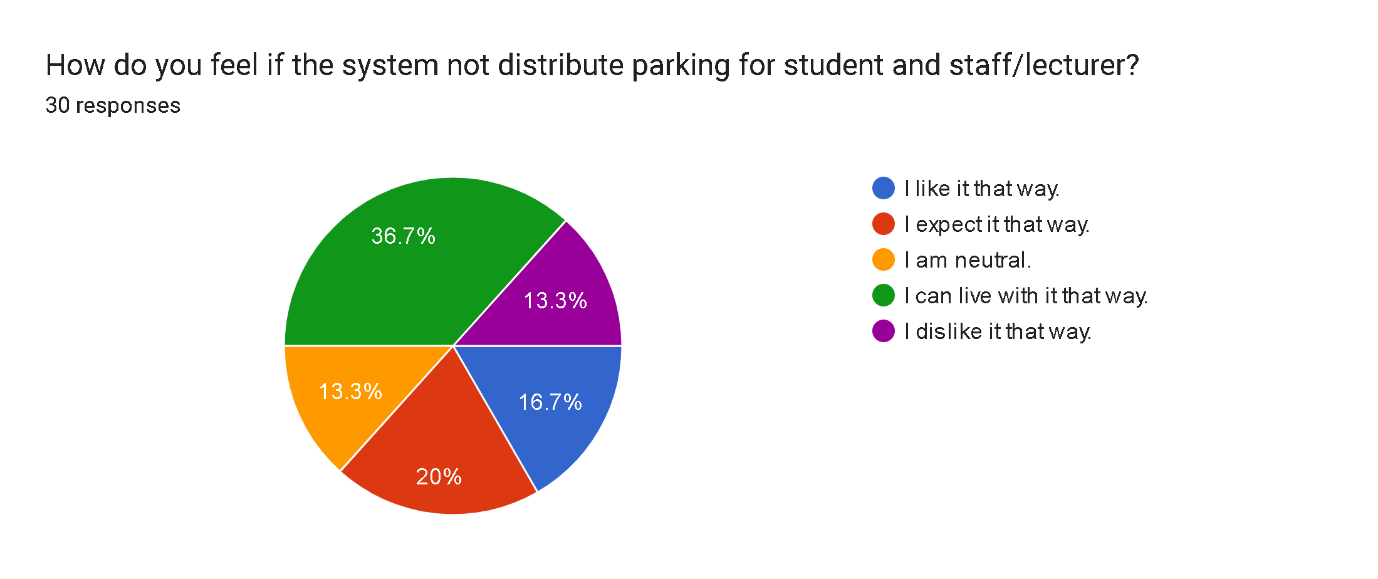 How do you feel if the system not distribute parking for student and staff/lecturer?
30 responses
36.7%
13.3%
13.3%
16.7%
20%
I like it that way.
I expect it that way.
I am neutral.
I can live with it that way.
I dislike it that way.